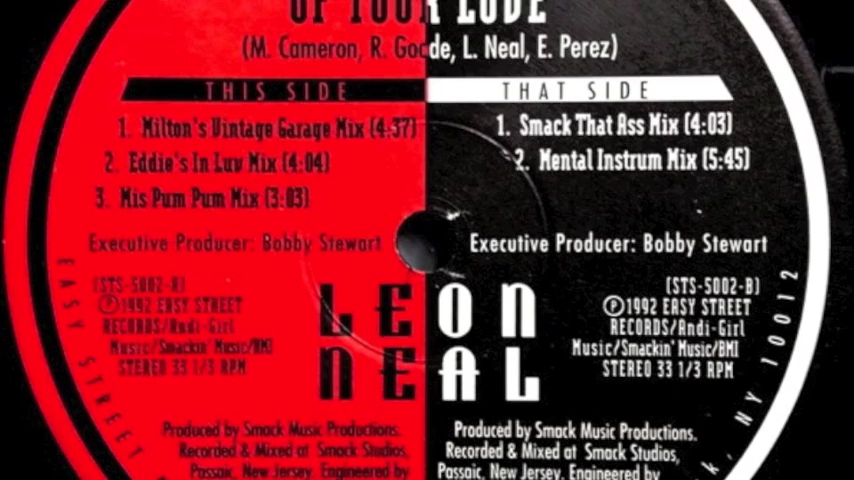 OF YOUR LOVE
(M. Cameron, R. Goode, L. Neal, E. Perez)
THIS SIDE
1. Milton's Vintage Garage Mix (4:37)
2. Eddie's In Luv Mix (4:04)
3. Mis Pum Pum Mix (3:03)
THAT SIDE
1. Smack That Ass Mix (4:03)
2. Mental Instrum Mix (5:45)
Executive Producer: Bobby Stewart
Executive Producer: Bobby Stewart
(STS-5002-A)
Ⓟ1992 EASY STREET
RECORDS/Andi-Girl
Music/Smackin' Music/BMI
STEREO 33 1/3 RPM
LEON
NEAL
(STS-5002-B)
Ⓟ1992 EASY STREET
RECORDS/Andi-Girl
Music/Smackin' Music/BMI
STEREO 33 1/3 RPM
Produced by Smack Music Productions.
Recorded & Mixed at Smack Studios,
Passaic, New Jersey. Engineered by
Produced by Smack Music Productions.
Recorded & Mixed at Smack Studios,
Passaic, New Jersey. Engineered by
EASY STREET
NY 10012